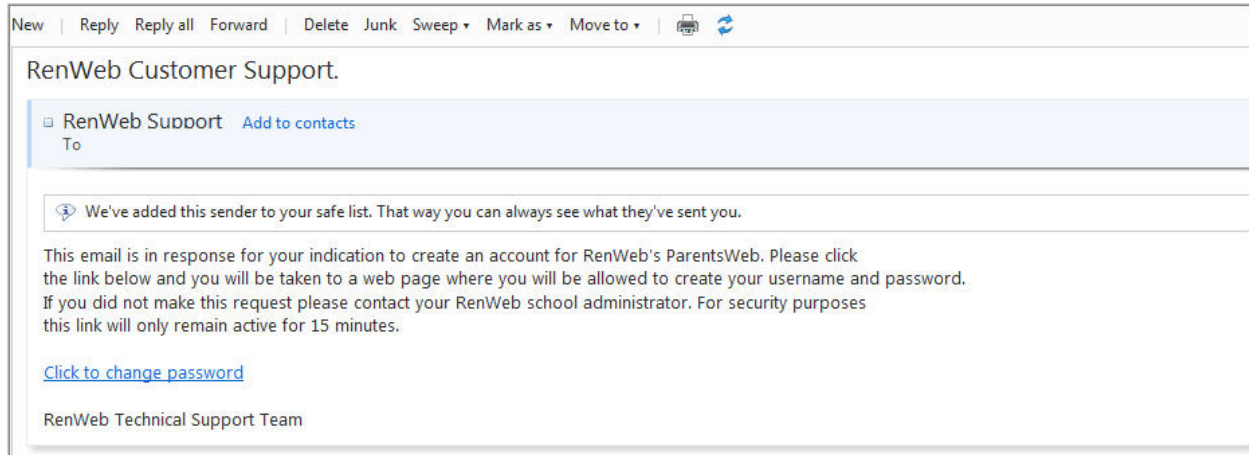 New | Reply Reply all Forward | Delete Junk Sweep Mark as Move to |
RenWeb Customer Support.
RenWeb Support Add to contacts
To
We've added this sender to your safe list. That way you can always see what they've sent you.
This email is in response for your indication to create an account for RenWeb's ParentsWeb. Please click
the link below and you will be taken to a web page where you will be allowed to create your username and password.
If you did not make this request please contact your RenWeb school administrator. For security purposes
this link will only remain active for 15 minutes.
Click to change password
RenWeb Technical Support Team